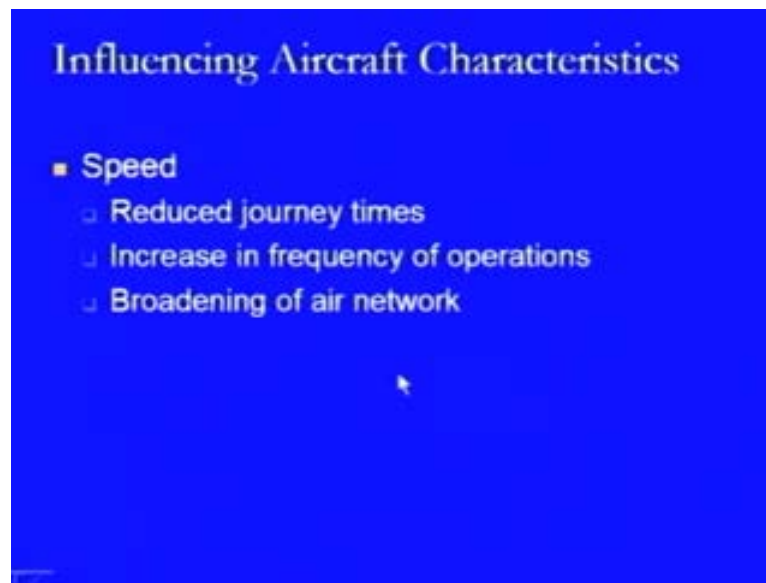 Influencing Aircraft Characteristics
Speed
Reduced journey times
Increase in frequency of operations
Broadening of air network